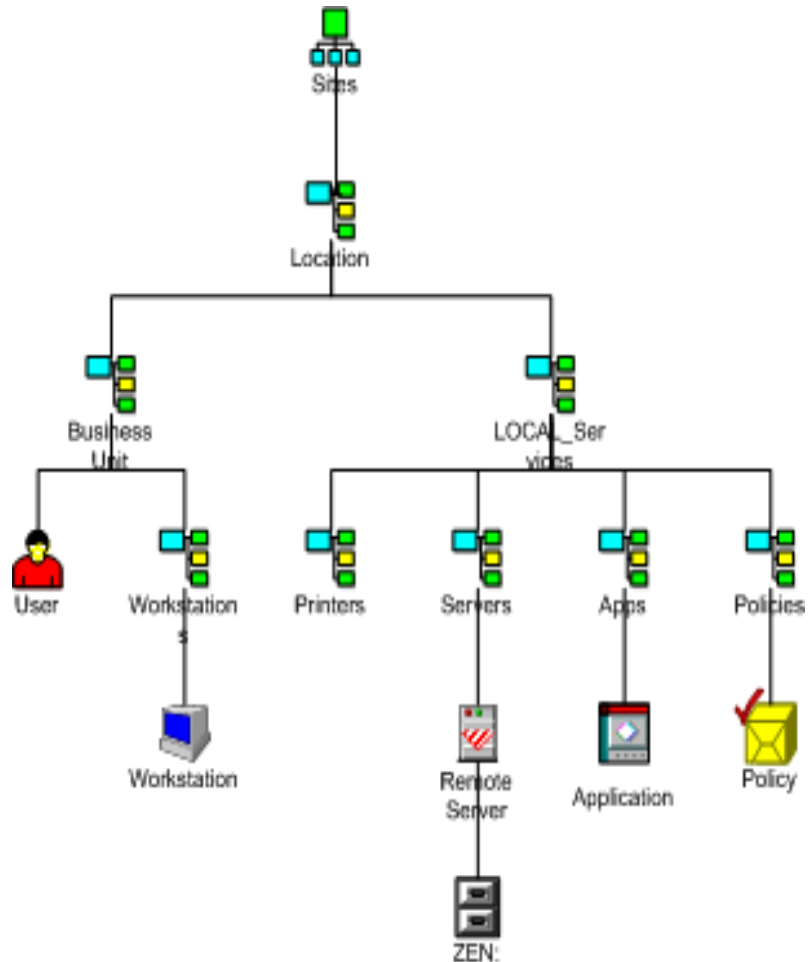 Sites
Location
Business
Unit
LOCAL_Ser
vices
User
Workstation
s
Printers
Servers
Apps
Policies
Workstation
Remote
Server
Application
Policy
ZEN: